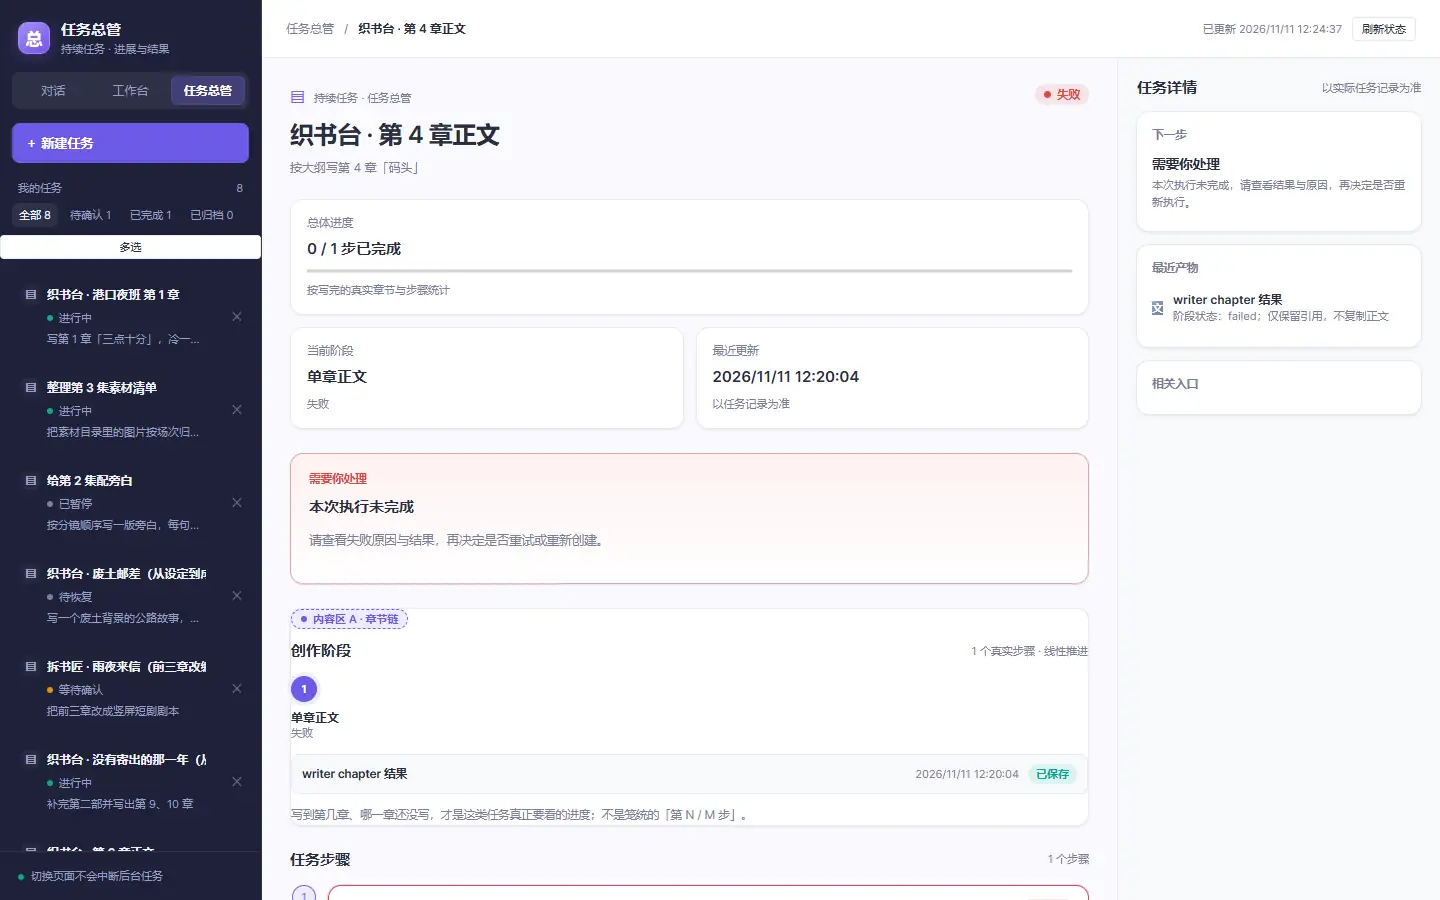 总
任务总管
持续任务 · 进展与结果
对话
工作台
任务总管
+ 新建任务
我的任务
8
全部 8
待确认 1
已完成 1
已归档 0
多选
织书台 · 港口夜班 第 1 章
进行中
写第 1 章「三点十分」，冷一...
整理第 3 集素材清单
进行中
把素材目录里的图片按场次归...
给第 2 集配旁白
已暂停
按分镜顺序写一版旁白，每句...
织书台 · 废土邮差（从设定到
待恢复
写一个废土背景的公路故事，...
拆书匠 · 雨夜来信（前三章改
等待确认
把前三章改成竖屏短剧剧本
织书台 · 没有寄出的那一年（
进行中
补完第二部并写出第 9、10 章
切换页面不会中断后台任务
任务总管 / 织书台 · 第 4 章正文
已更新 2026/11/11 12:24:37
刷新状态
持续任务 · 任务总管
失败
织书台 · 第 4 章正文
按大纲写第 4 章「码头」
总体进度
0 / 1 步已完成
按写完的真实章节与步骤统计
当前阶段
单章正文
失败
最近更新
2026/11/11 12:20:04
以任务记录为准
需要你处理
本次执行未完成
请查看失败原因与结果，再决定是否重试或重新创建。
内容区 A · 章节链
创作阶段
1 个真实步骤 · 线性推进
1
单章正文
失败
writer chapter 结果
2026/11/11 12:20:04
已保存
写到第几章、哪一章还没写，才是这类任务真正要看的进度；不是笼统的「第 N / M 步」。
任务步骤
1 个步骤
1
任务详情
以实际任务记录为准
下一步
需要你处理
本次执行未完成，请查看结果与原因，再决定是否重
新执行。
最近产物
文
writer chapter 结果
阶段状态：failed；仅保留引用，不复制正文
相关入口